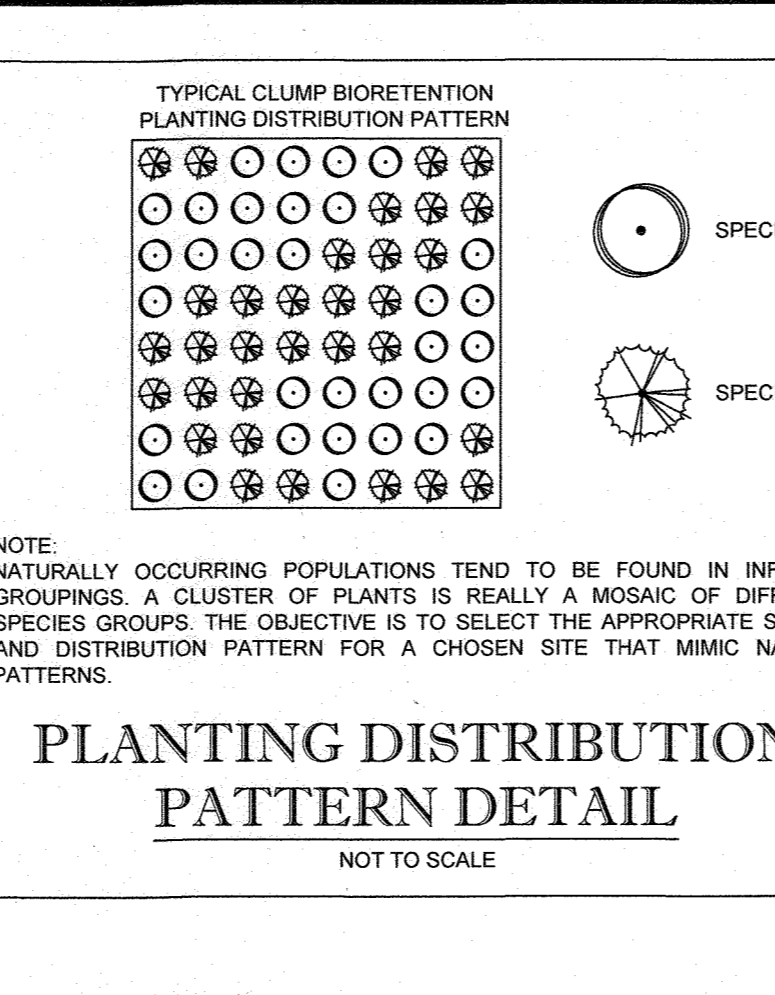 TYPICAL CLUMP BIORETENTION
PLANTING DISTRIBUTION PATTERN
SPECI
SPEC
NOTE:
NATURALLY OCCURRING POPULATIONS TEND TO BE FOUND IN INF
GROUPINGS. A CLUSTER OF PLANTS IS REALLY A MOSAIC OF DIFF
SPECIES GROUPS. THE OBJECTIVE IS TO SELECT THE APPROPRIATE S
AND DISTRIBUTION PATTERN FOR A CHOSEN SITE THAT MIMIC NA
PATTERNS.
PLANTING DISTRIBUTION
PATTERN DETAIL
NOT TO SCALE